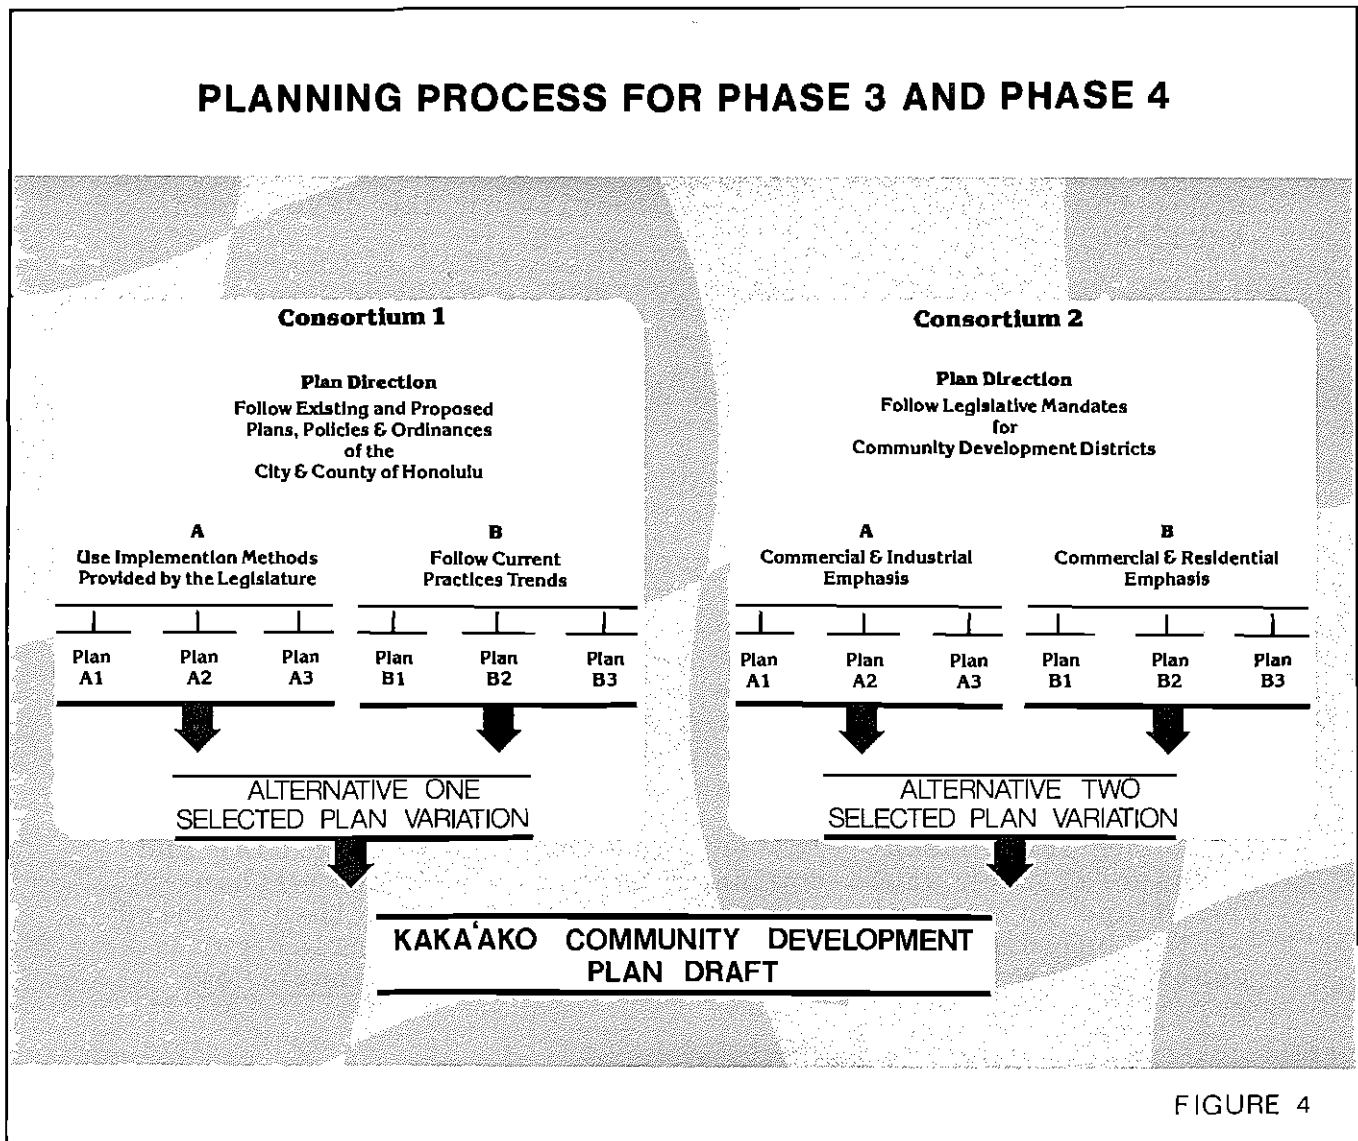 PLANNING PROCESS FOR PHASE 3 AND PHASE 4
Consortium 1
Plan Direction
Follow Existing and Proposed
Plans, Policies & Ordinances
of the
City & County of Honolulu
A
Use Implemention Methods
Provided by the Legislature
B
Follow Current
Practices Trends
Plan
A1
Plan
A2
Plan
A3
Plan
B1
Plan
B2
Plan
B3
ALTERNATIVE ONE
SELECTED PLAN VARIATION
Consortium 2
Plan Direction
Follow Legislative Mandates
for
Community Development Districts
A
Commercial & Industrial
Emphasis
B
Commercial & Residential
Emphasis
Plan
A1
Plan
A2
Plan
A3
Plan
B1
Plan
B2
Plan
B3
ALTERNATIVE TWO
SELECTED PLAN VARIATION
KAKA'AKO COMMUNITY DEVELOPMENT
PLAN DRAFT
FIGURE 4